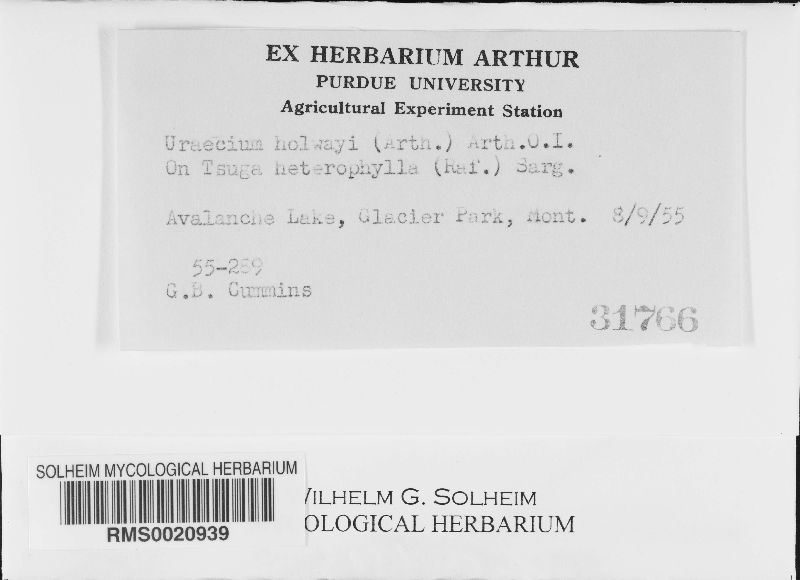 EX HERBARIUM ARTHUR
PURDUE UNIVERSITY
Agricultural Experiment Station
Uraecium holwayi (Arth.) Arth.O.I.
On Tsuga heterophylla (Raf.) Sarg.
Avalanche Lake, Glacier Park, Mont. 8/9/55
55-289
G.B. Cummins
31766
SOLHEIM MYCOLOGICAL HERBARIUM
RMS0020939
WILHELM G. SOLHEIM
OLOGICAL HERBARIUM